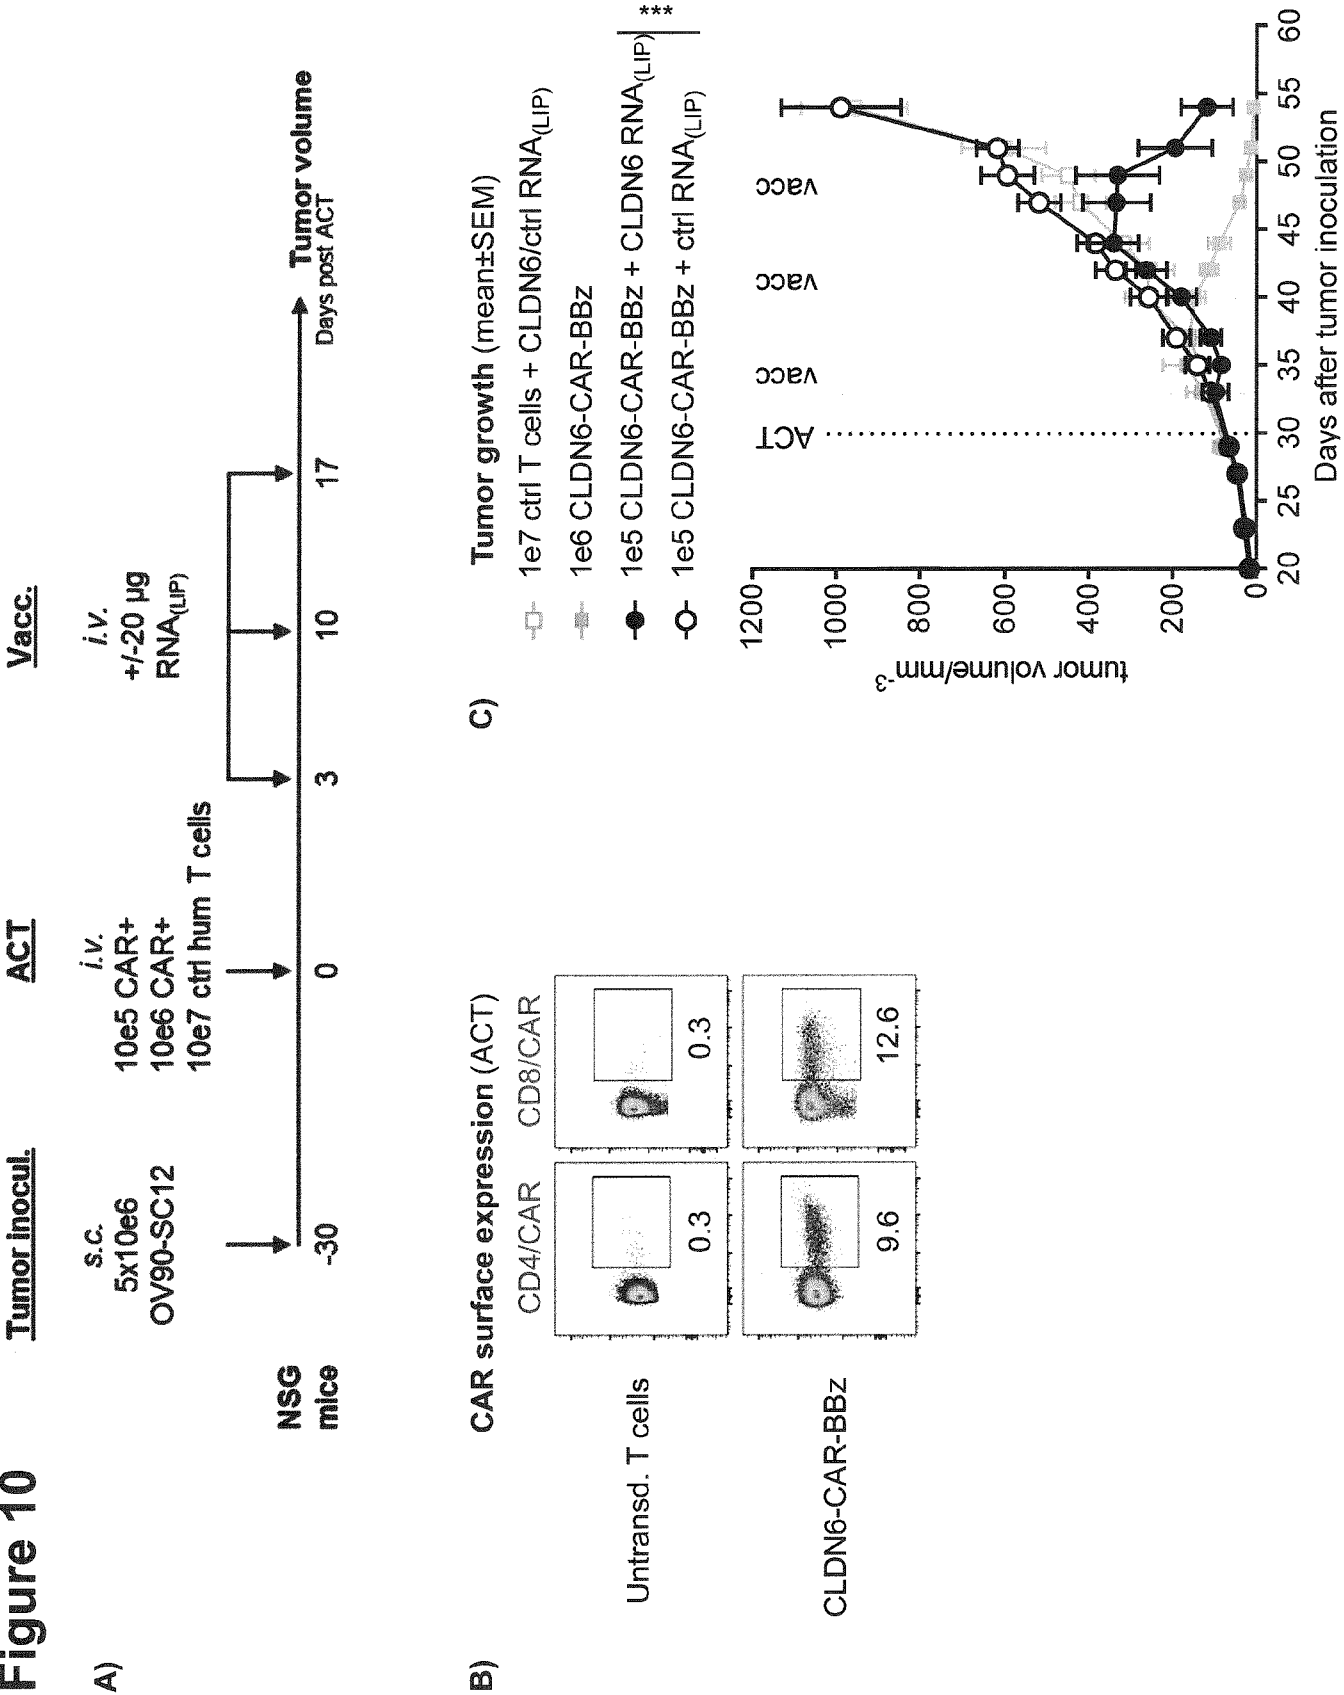 Figure 10
A)
Tumor inocul.
ACT
Vacc.
s.c.
5x10e6
OV90-SC12
i.v.
10e5 CAR+
10e6 CAR+
10e7 ctrl hum T cells
i.v.
+/-20 µg
RNA(LIP)
NSG
mice
-30
0
3
10
17
Tumor volume
Days post ACT
B)
CAR surface expression (ACT)
CD4/CAR
CD8/CAR
Untransd. T cells
0.3
0.3
CLDN6-CAR-BBz
9.6
12.6
C)
Tumor growth (mean±SEM)
1e7 ctrl T cells + CLDN6/ctrl RNA(LIP)
1e6 CLDN6-CAR-BBz
1e5 CLDN6-CAR-BBz + CLDN6 RNA(LIP)
1e5 CLDN6-CAR-BBz + ctrl RNA(LIP)
***
tumor volume/mm-3
1200
1000
800
600
400
200
0
ACT
vacc
vacc
vacc
20
25
30
35
40
45
50
55
60
Days after tumor inoculation